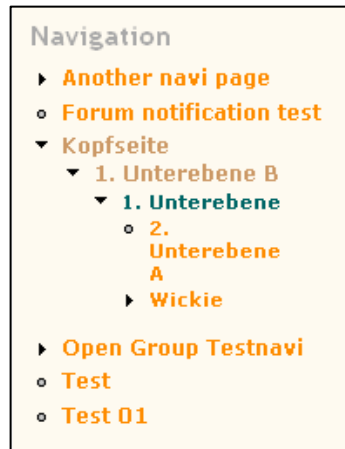 Navigation
Another navi page
Forum notification test
Kopfseite
1. Unterebene B
1. Unterebene
2.
Unterebene
A
Wickie
Open Group Testnavi
Test
Test 01